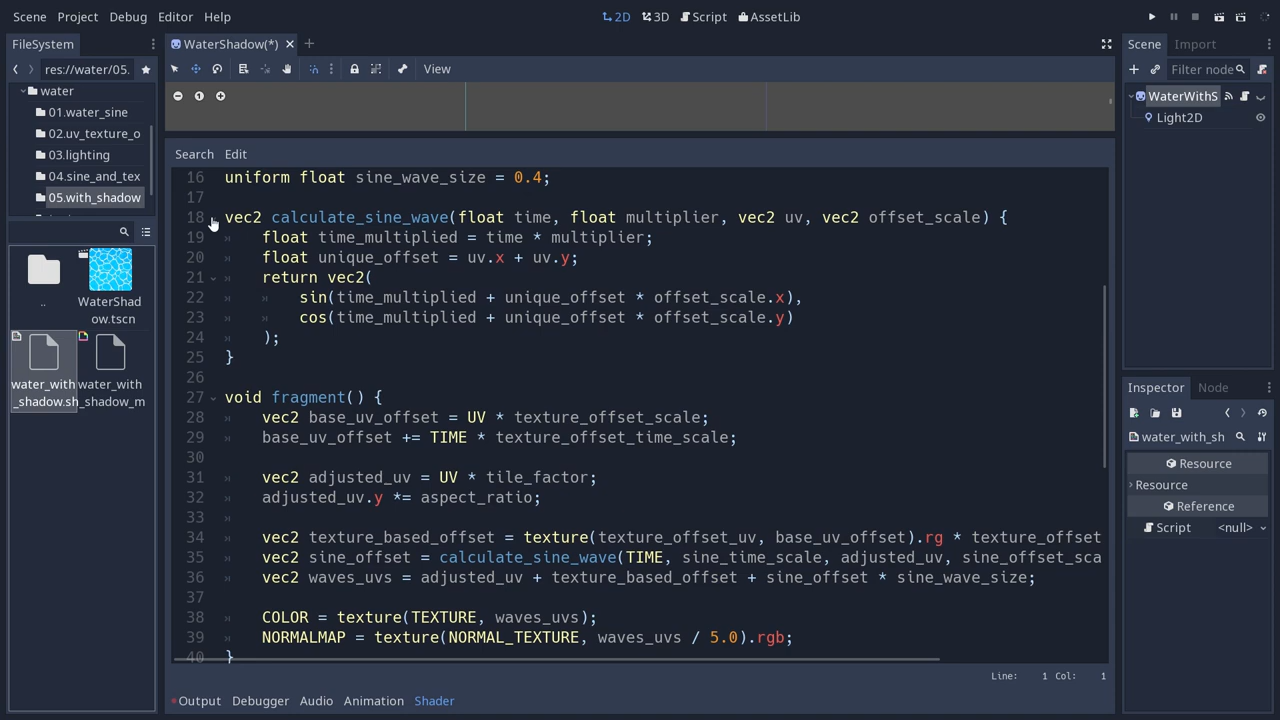 Scene Project Debug Editor Help
2D 3D Script AssetLib
FileSystem
res://water/05.
water
01.water_sine
02.uv_texture_o
03.lighting
04.sine_and_tex
05.with_shadow
..
WaterShad
ow.tscn
water_with
_shadow.sh
water_with
_shadow_m
WaterShadow(*)
View
Search Edit
16 uniform float sine_wave_size = 0.4;
17
18 vec2 calculate_sine_wave(float time, float multiplier, vec2 uv, vec2 offset_scale) {
19 float time_multiplied = time * multiplier;
20 float unique_offset = uv.x + uv.y;
21 return vec2(
22 sin(time_multiplied + unique_offset * offset_scale.x),
23 cos(time_multiplied + unique_offset * offset_scale.y)
24 );
25 }
26
27 void fragment() {
28 vec2 base_uv_offset = UV * texture_offset_scale;
29 base_uv_offset += TIME * texture_offset_time_scale;
30
31 vec2 adjusted_uv = UV * tile_factor;
32 adjusted_uv.y *= aspect_ratio;
33
34 vec2 texture_based_offset = texture(texture_offset_uv, base_uv_offset).rg * texture_offset
35 vec2 sine_offset = calculate_sine_wave(TIME, sine_time_scale, adjusted_uv, sine_offset_sca
36 vec2 waves_uvs = adjusted_uv + texture_based_offset + sine_offset * sine_wave_size;
37
38 COLOR = texture(TEXTURE, waves_uvs);
39 NORMALMAP = texture(NORMAL_TEXTURE, waves_uvs / 5.0).rgb;
40 }
Line: 1 Col: 1
Output Debugger Audio Animation Shader
Scene Import
Filter node
WaterWithS
Light2D
Inspector Node
water_with_sh
Resource
Resource
Reference
Script <null>